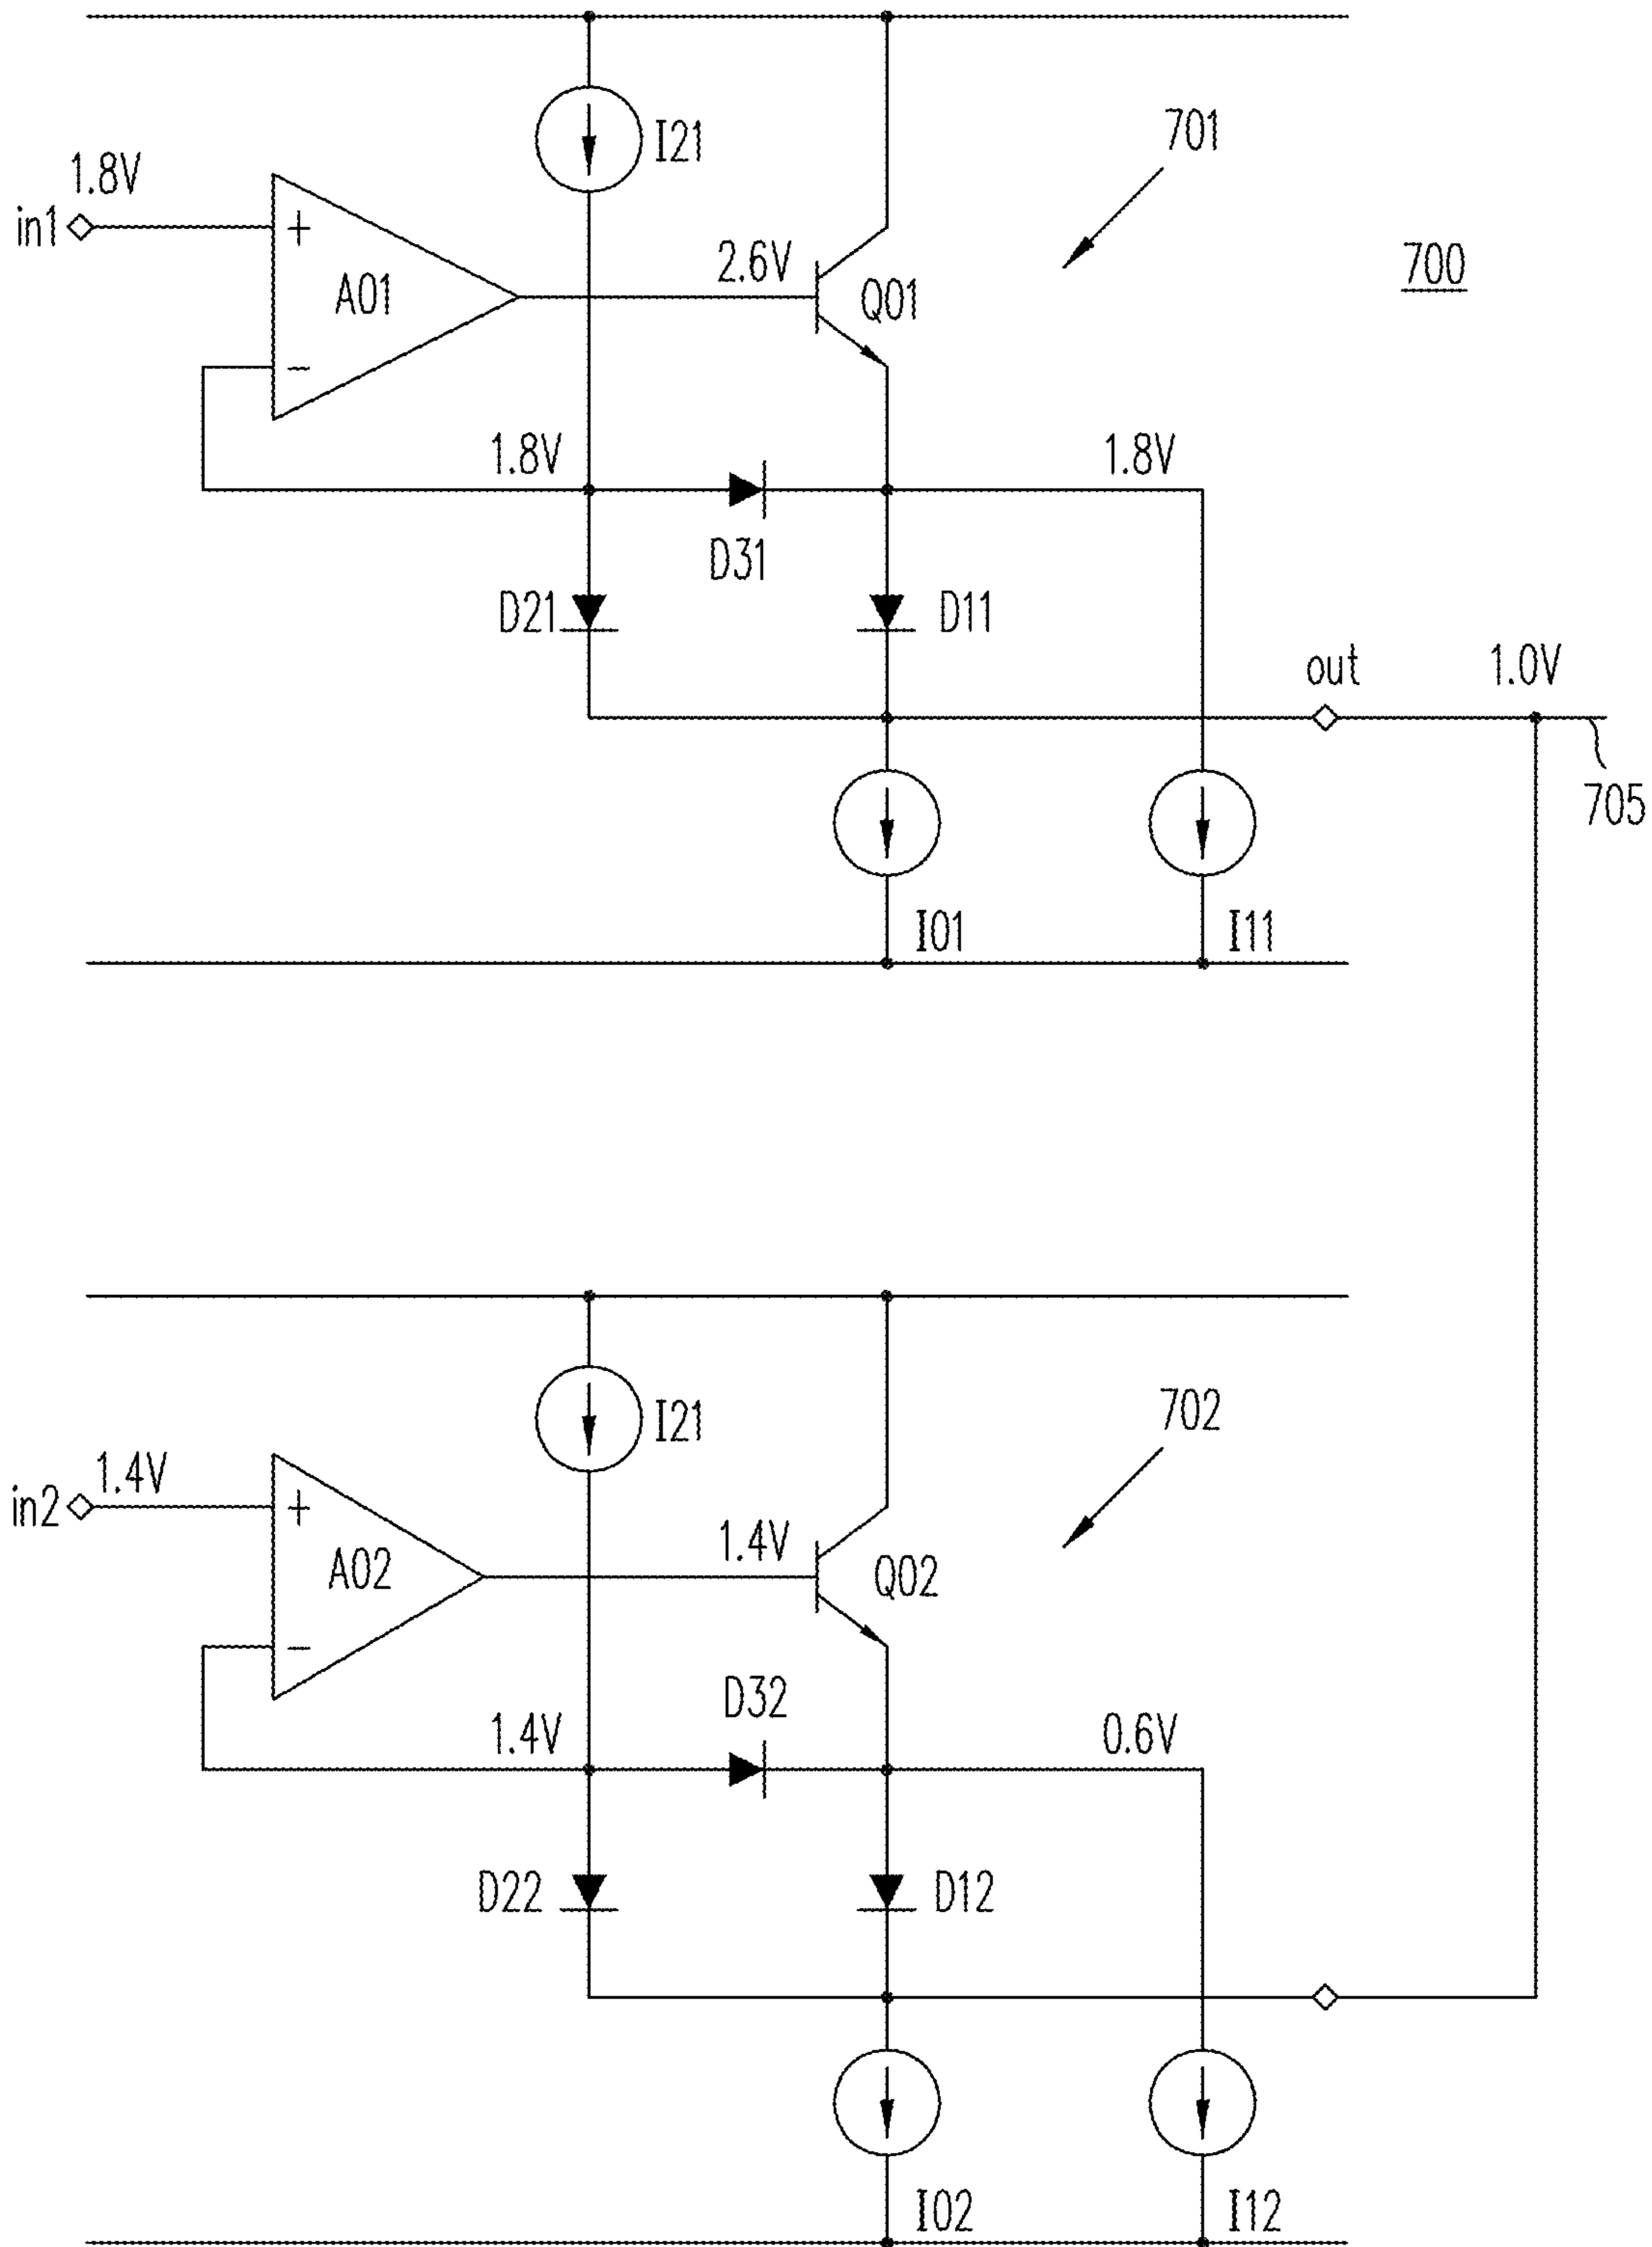 I21
701
1.8V
in1
+
A01
2.6V
Q01
700
−
1.8V
1.8V
D31
D21
D11
out
1.0V
705
I01
I11
I21
702
in2
1.4V
+
A02
1.4V
Q02
−
D32
1.4V
0.6V
D22
D12
I02
I12